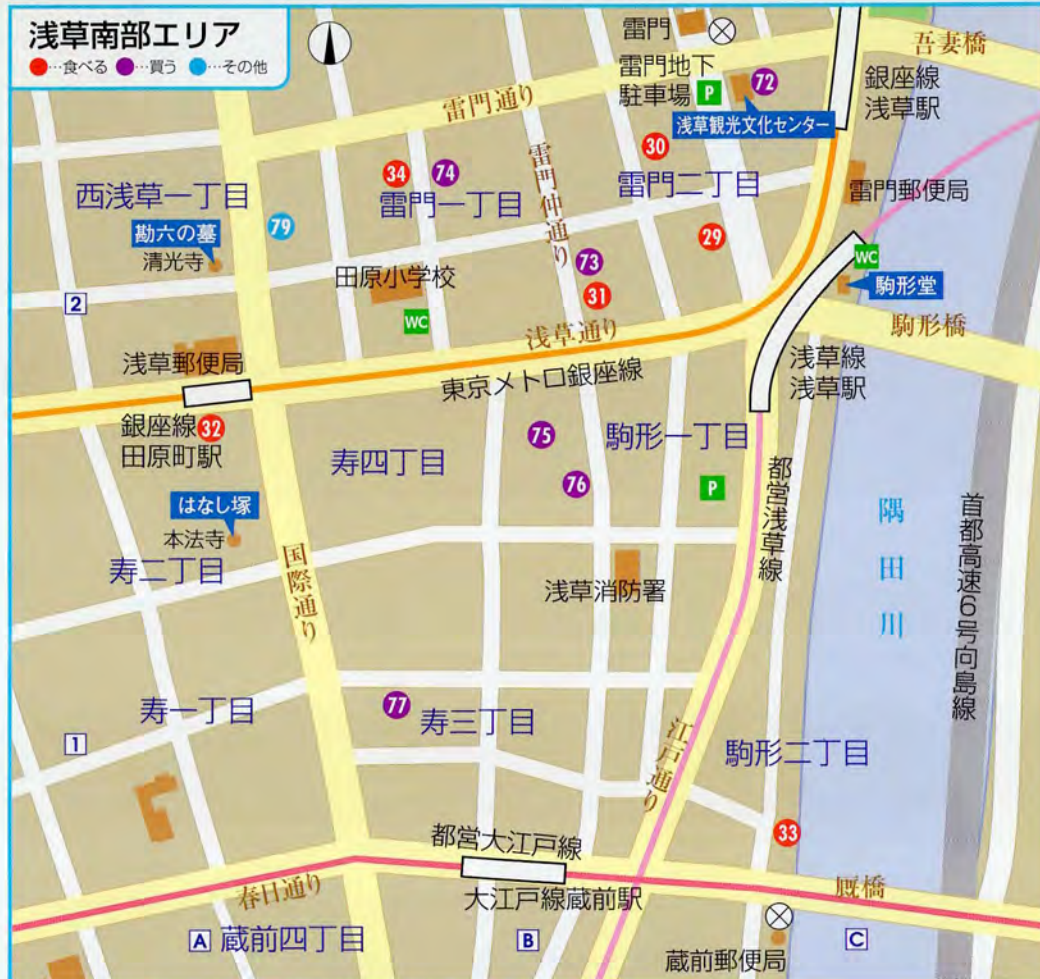 浅草南部エリア
●…食べる ●…買う ●…その他
雷門
吾妻橋
雷門地下
駐車場
P
72
浅草観光文化センター
銀座線
浅草駅
雷門通り
雷門仲通り
30
34
74
雷門一丁目
雷門二丁目
西浅草一丁目
雷門郵便局
勘六の墓
清光寺
79
29
WC
駒形堂
73
31
田原小学校
WC
2
浅草通り
駒形橋
浅草郵便局
東京メトロ銀座線
浅草線
浅草駅
銀座線
田原町駅
32
75
駒形一丁目
寿四丁目
76
P
都営浅草線
はなし塚
本法寺
隅田川
首都高速6号向島線
寿二丁目
国際通り
浅草消防署
77
寿三丁目
寿一丁目
1
江戸通り
駒形二丁目
33
都営大江戸線
春日通り
大江戸線蔵前駅
厩橋
A
蔵前四丁目
B
C
蔵前郵便局